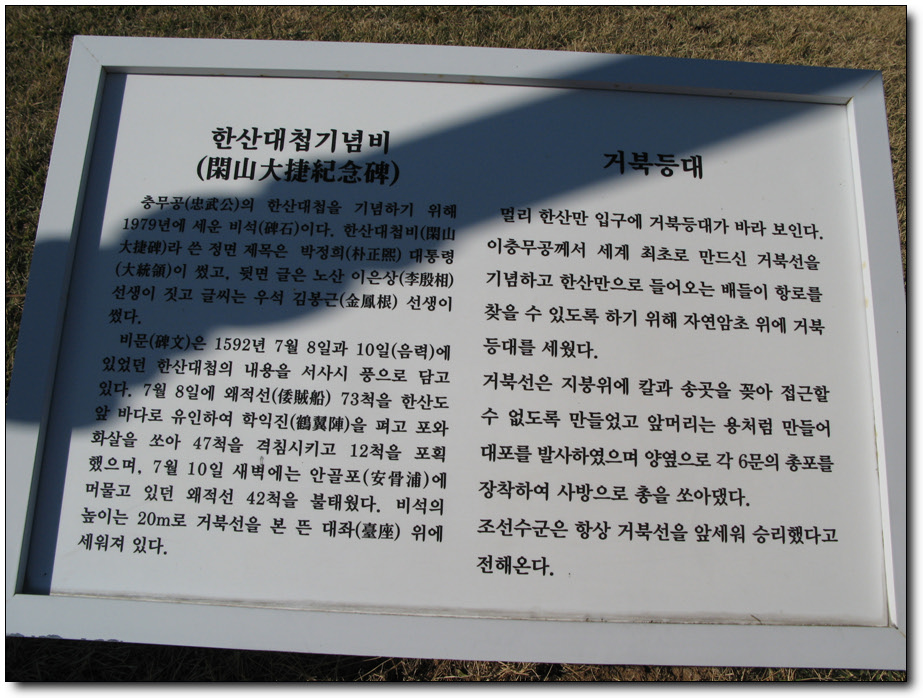 한산대첩기념비
(閑山大捷紀念碑)
충무공(忠武公)의 한산대첩을 기념하기 위해
1979년에 세운 비석(碑石)이다. 한산대첩비(閑山
大捷碑)라 쓴 정면 제목은 박정희(朴正熙) 대통령
(大統領)이 썼고, 뒷면 글은 노산 이은상(李殷相)
선생이 짓고 글씨는 우석 김봉근(金鳳根) 선생이
썼다.
비문(碑文)은 1592년 7월 8일과 10일(음력)에
있었던 한산대첩의 내용을 서사시 풍으로 담고
있다. 7월 8일에 왜적선(倭賊船) 73척을 한산도
앞 바다로 유인하여 학익진(鶴翼陣)을 펴고 포와
화살을 쏘아 47척을 격침시키고 12척을 포획
했으며, 7월 10일 새벽에는 안골포(安骨浦)에
머물고 있던 왜적선 42척을 불태웠다. 비석의
높이는 20m로 거북선을 본 뜬 대좌(臺座) 위에
세워져 있다.
거북등대
멀리 한산만 입구에 거북등대가 바라 보인다.
이충무공께서 세계 최초로 만드신 거북선을
기념하고 한산만으로 들어오는 배들이 항로를
찾을 수 있도록 하기 위해 자연암초 위에 거북
등대를 세웠다.
거북선은 지붕위에 칼과 송곳을 꽂아 접근할
수 없도록 만들었고 앞머리는 용처럼 만들어
대포를 발사하였으며 양옆으로 각 6문의 총포를
장착하여 사방으로 총을 쏘아댔다.
조선수군은 항상 거북선을 앞세워 승리했다고
전해온다.